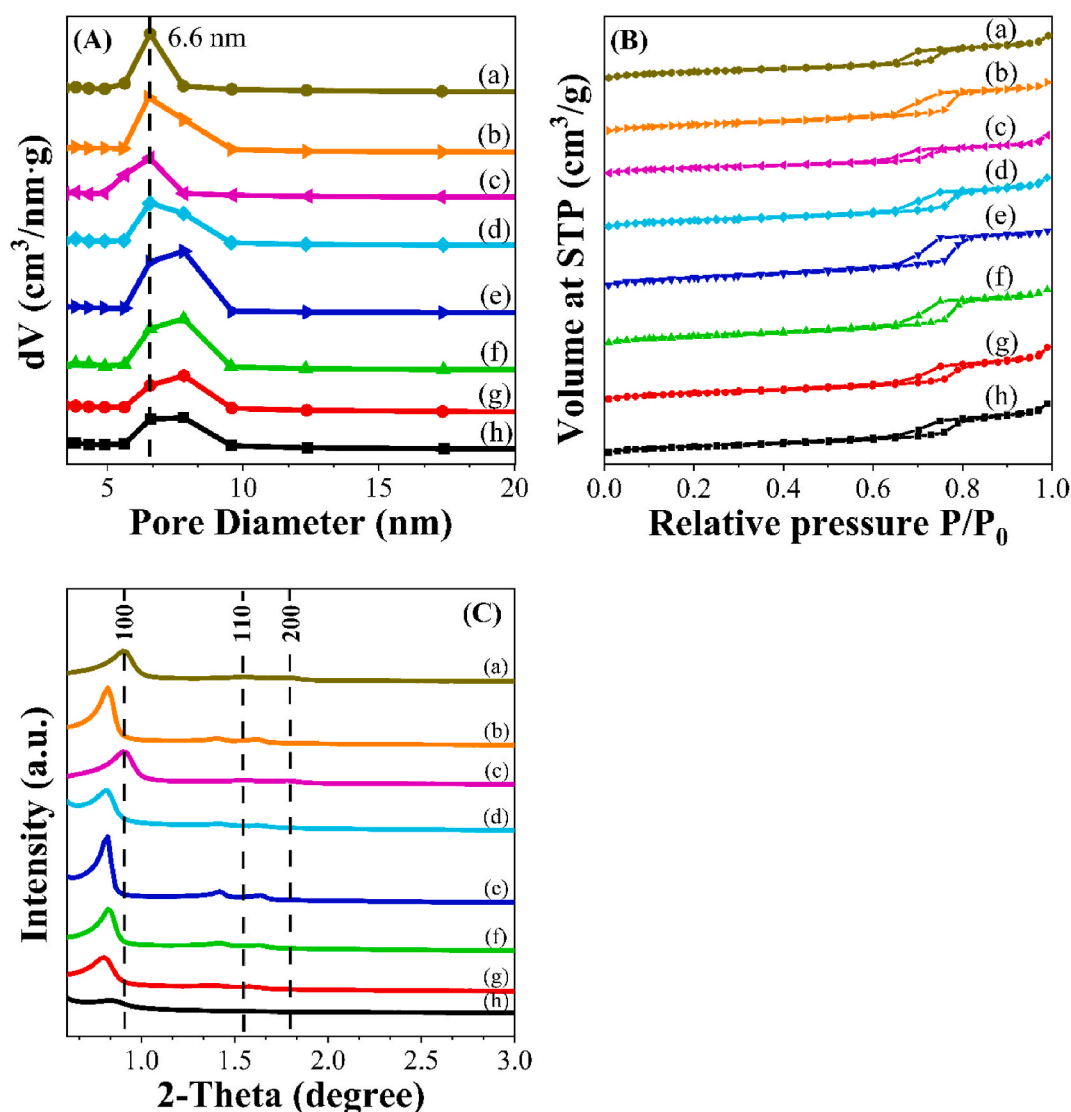 (A)
6.6 nm
(a)
(b)
(c)
(d)
(e)
(f)
(g)
(h)
dV (cm³/nm·g)
5 10 15 20
Pore Diameter (nm)
(B)
(a)
(b)
(c)
(d)
(e)
(f)
(g)
(h)
Volume at STP (cm³/g)
0.0 0.2 0.4 0.6 0.8 1.0
Relative pressure P/P₀
(C)
100
110
200
(a)
(b)
(c)
(d)
(e)
(f)
(g)
(h)
Intensity (a.u.)
1.0 1.5 2.0 2.5 3.0
2-Theta (degree)